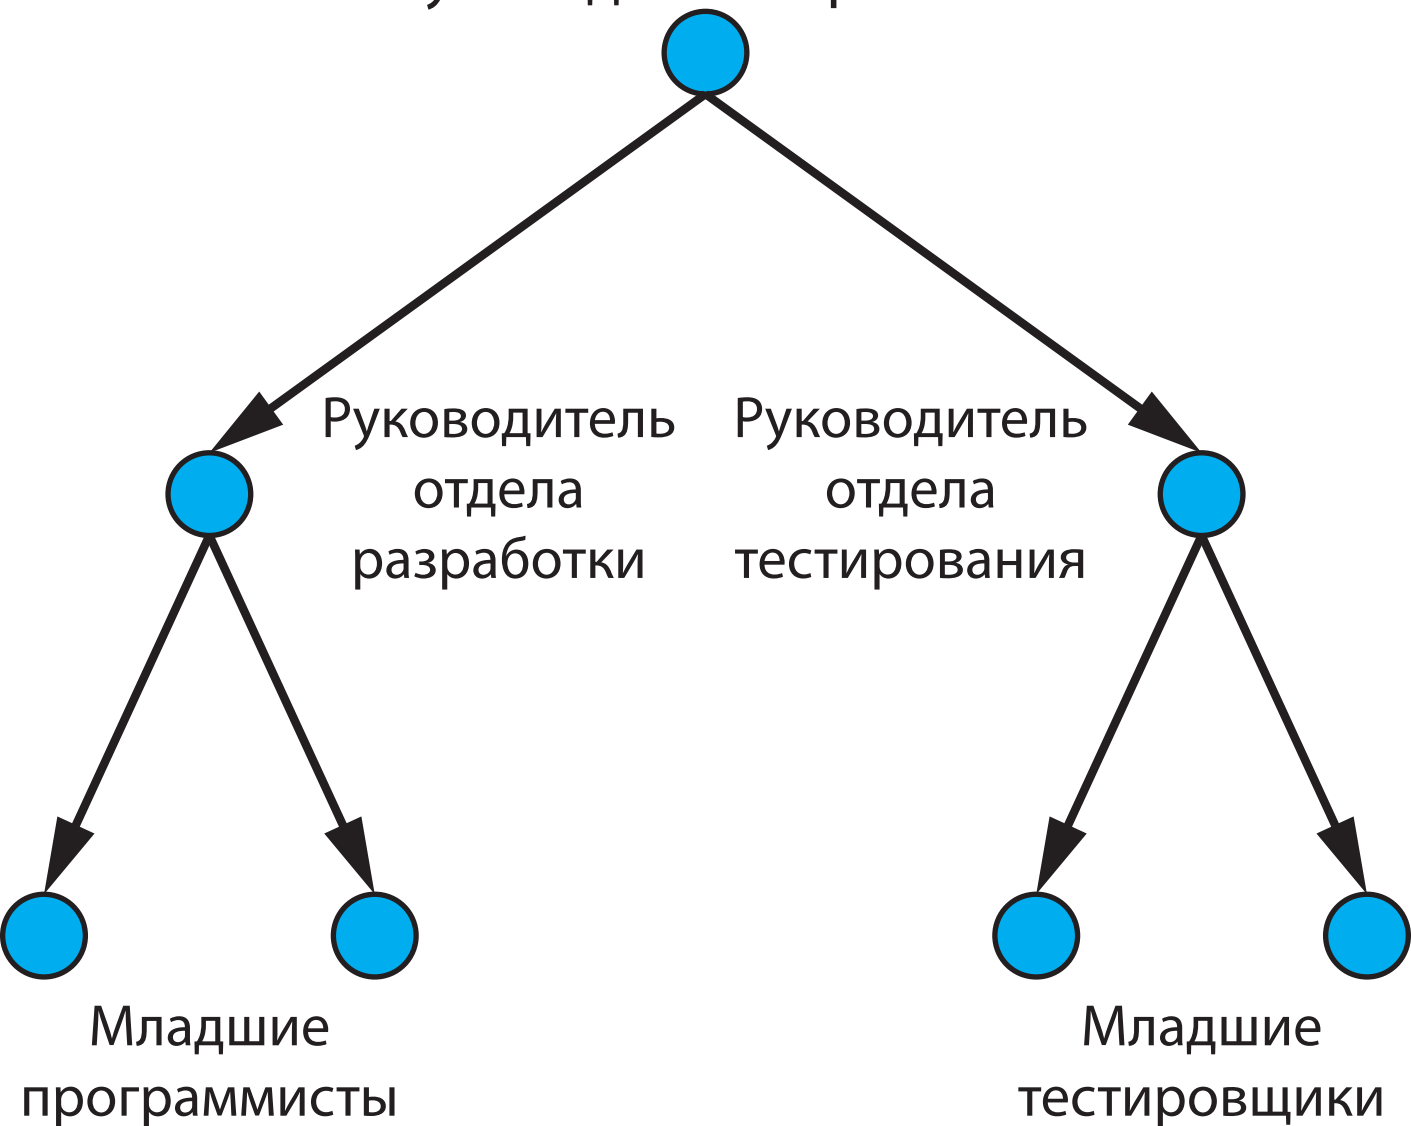 Руководитель
отдела
разработки
Руководитель
отдела
тестирования
Младшие
программисты
Младшие
тестировщики